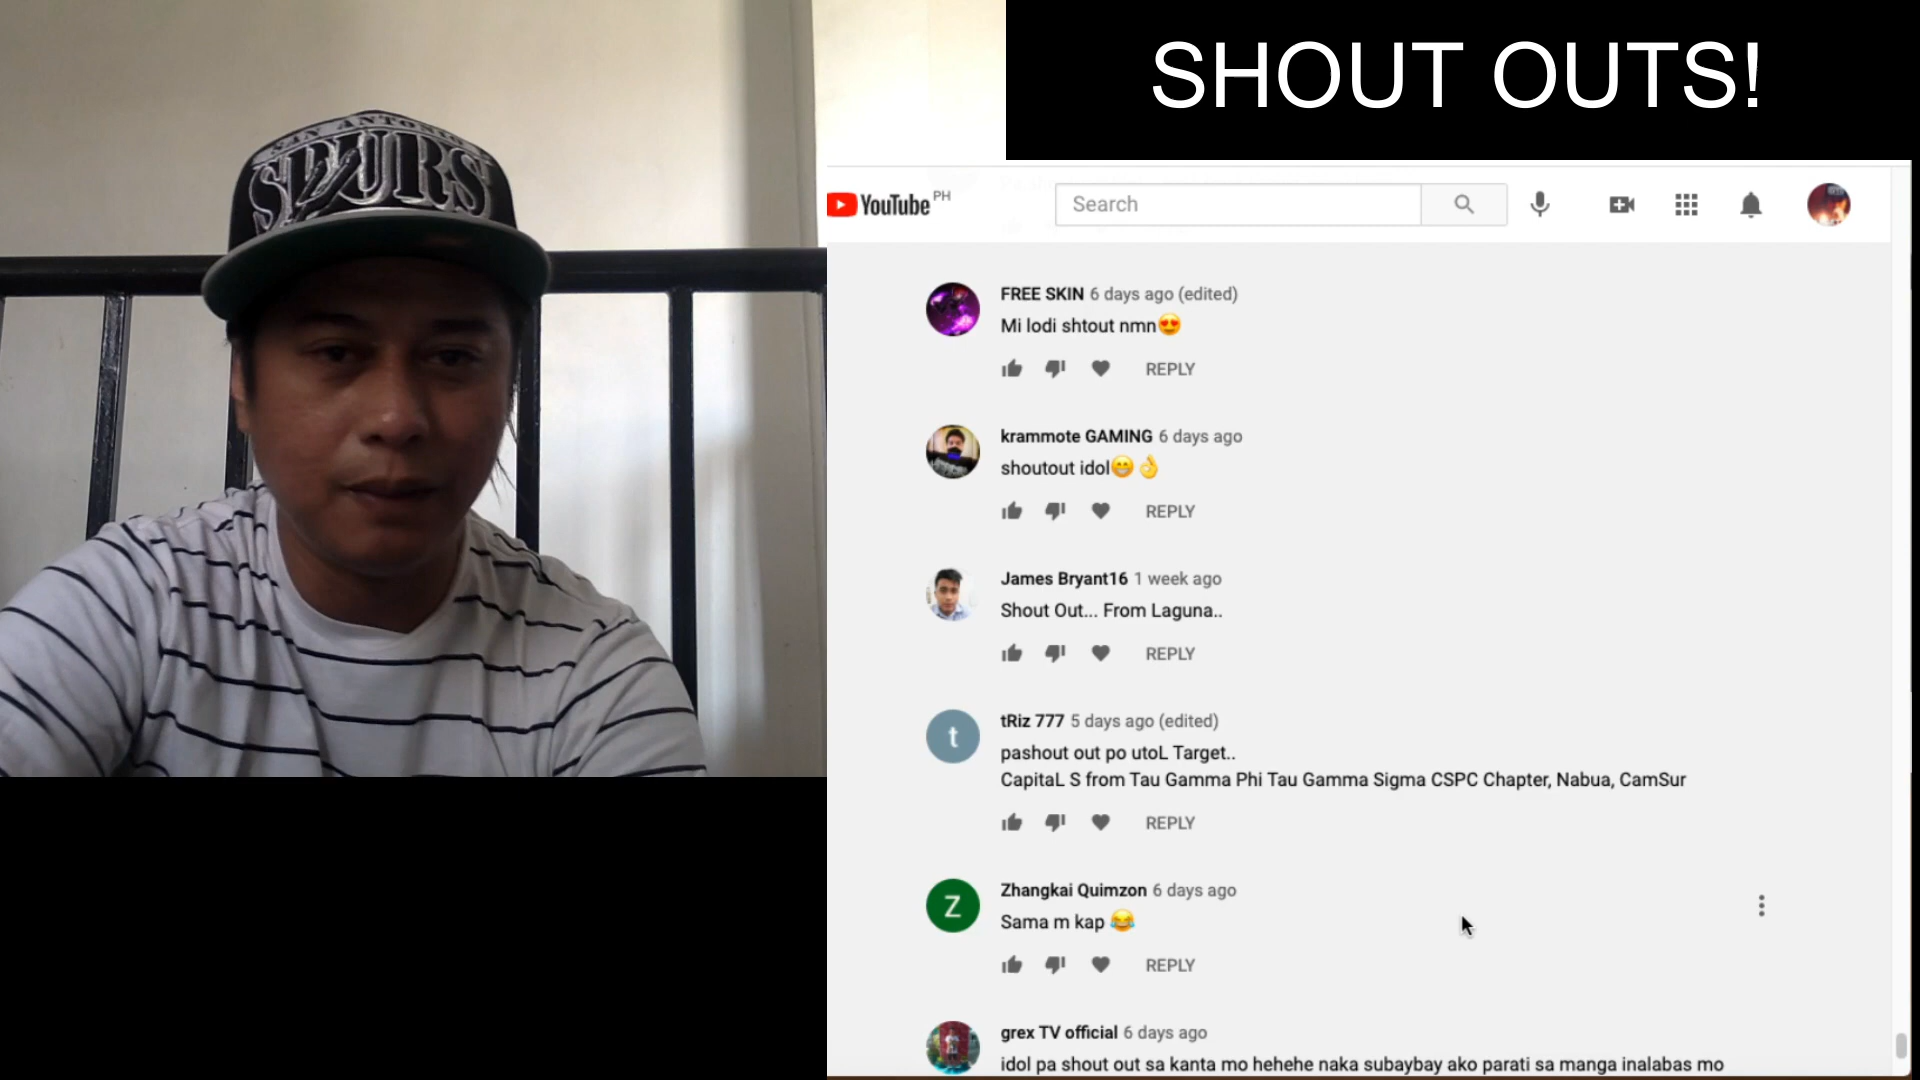 SAN ANTONIO
SPURS
SHOUT OUTS!
YouTube PH
Search
FREE SKIN 6 days ago (edited)
Mi lodi shtout nmn😍
REPLY
krammote GAMING 6 days ago
shoutout idol😁👌
REPLY
James Bryant16 1 week ago
Shout Out... From Laguna..
REPLY
t
tRiz 777 5 days ago (edited)
pashout out po utoL Target..
CapitaL S from Tau Gamma Phi Tau Gamma Sigma CSPC Chapter, Nabua, CamSur
REPLY
Z
Zhangkai Quimzon 6 days ago
Sama m kap 😂
REPLY
grex TV official 6 days ago
idol pa shout out sa kanta mo hehehe naka subaybay ako parati sa manga inalabas mo